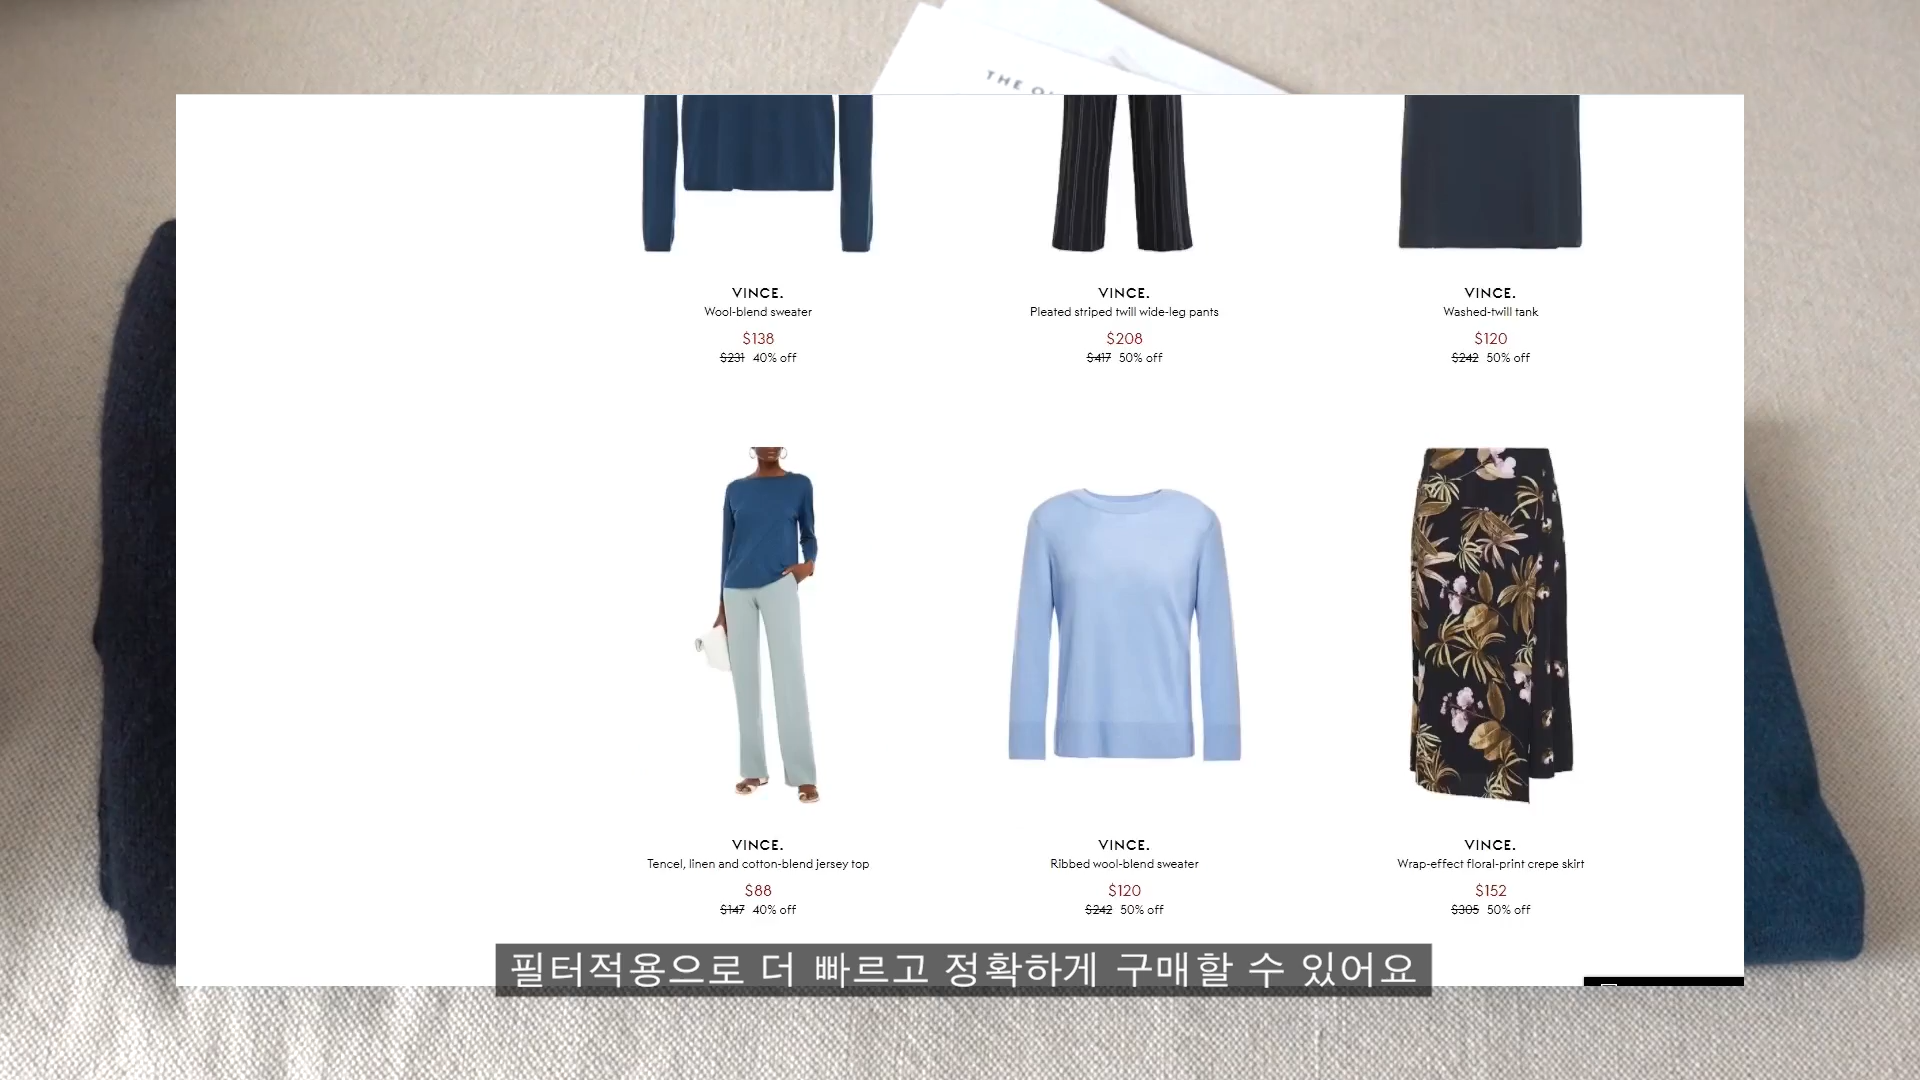 THE O
VINCE.
Wool-blend sweater
$138
$231 40% off
VINCE.
Pleated striped twill wide-leg pants
$208
$417 50% off
VINCE.
Washed-twill tank
$120
$242 50% off
VINCE.
Tencel, linen and cotton-blend jersey top
$88
$147 40% off
VINCE.
Ribbed wool-blend sweater
$120
$242 50% off
VINCE.
Wrap-effect floral-print crepe skirt
$152
$305 50% off
필터적용으로 더 빠르고 정확하게 구매할 수 있어요